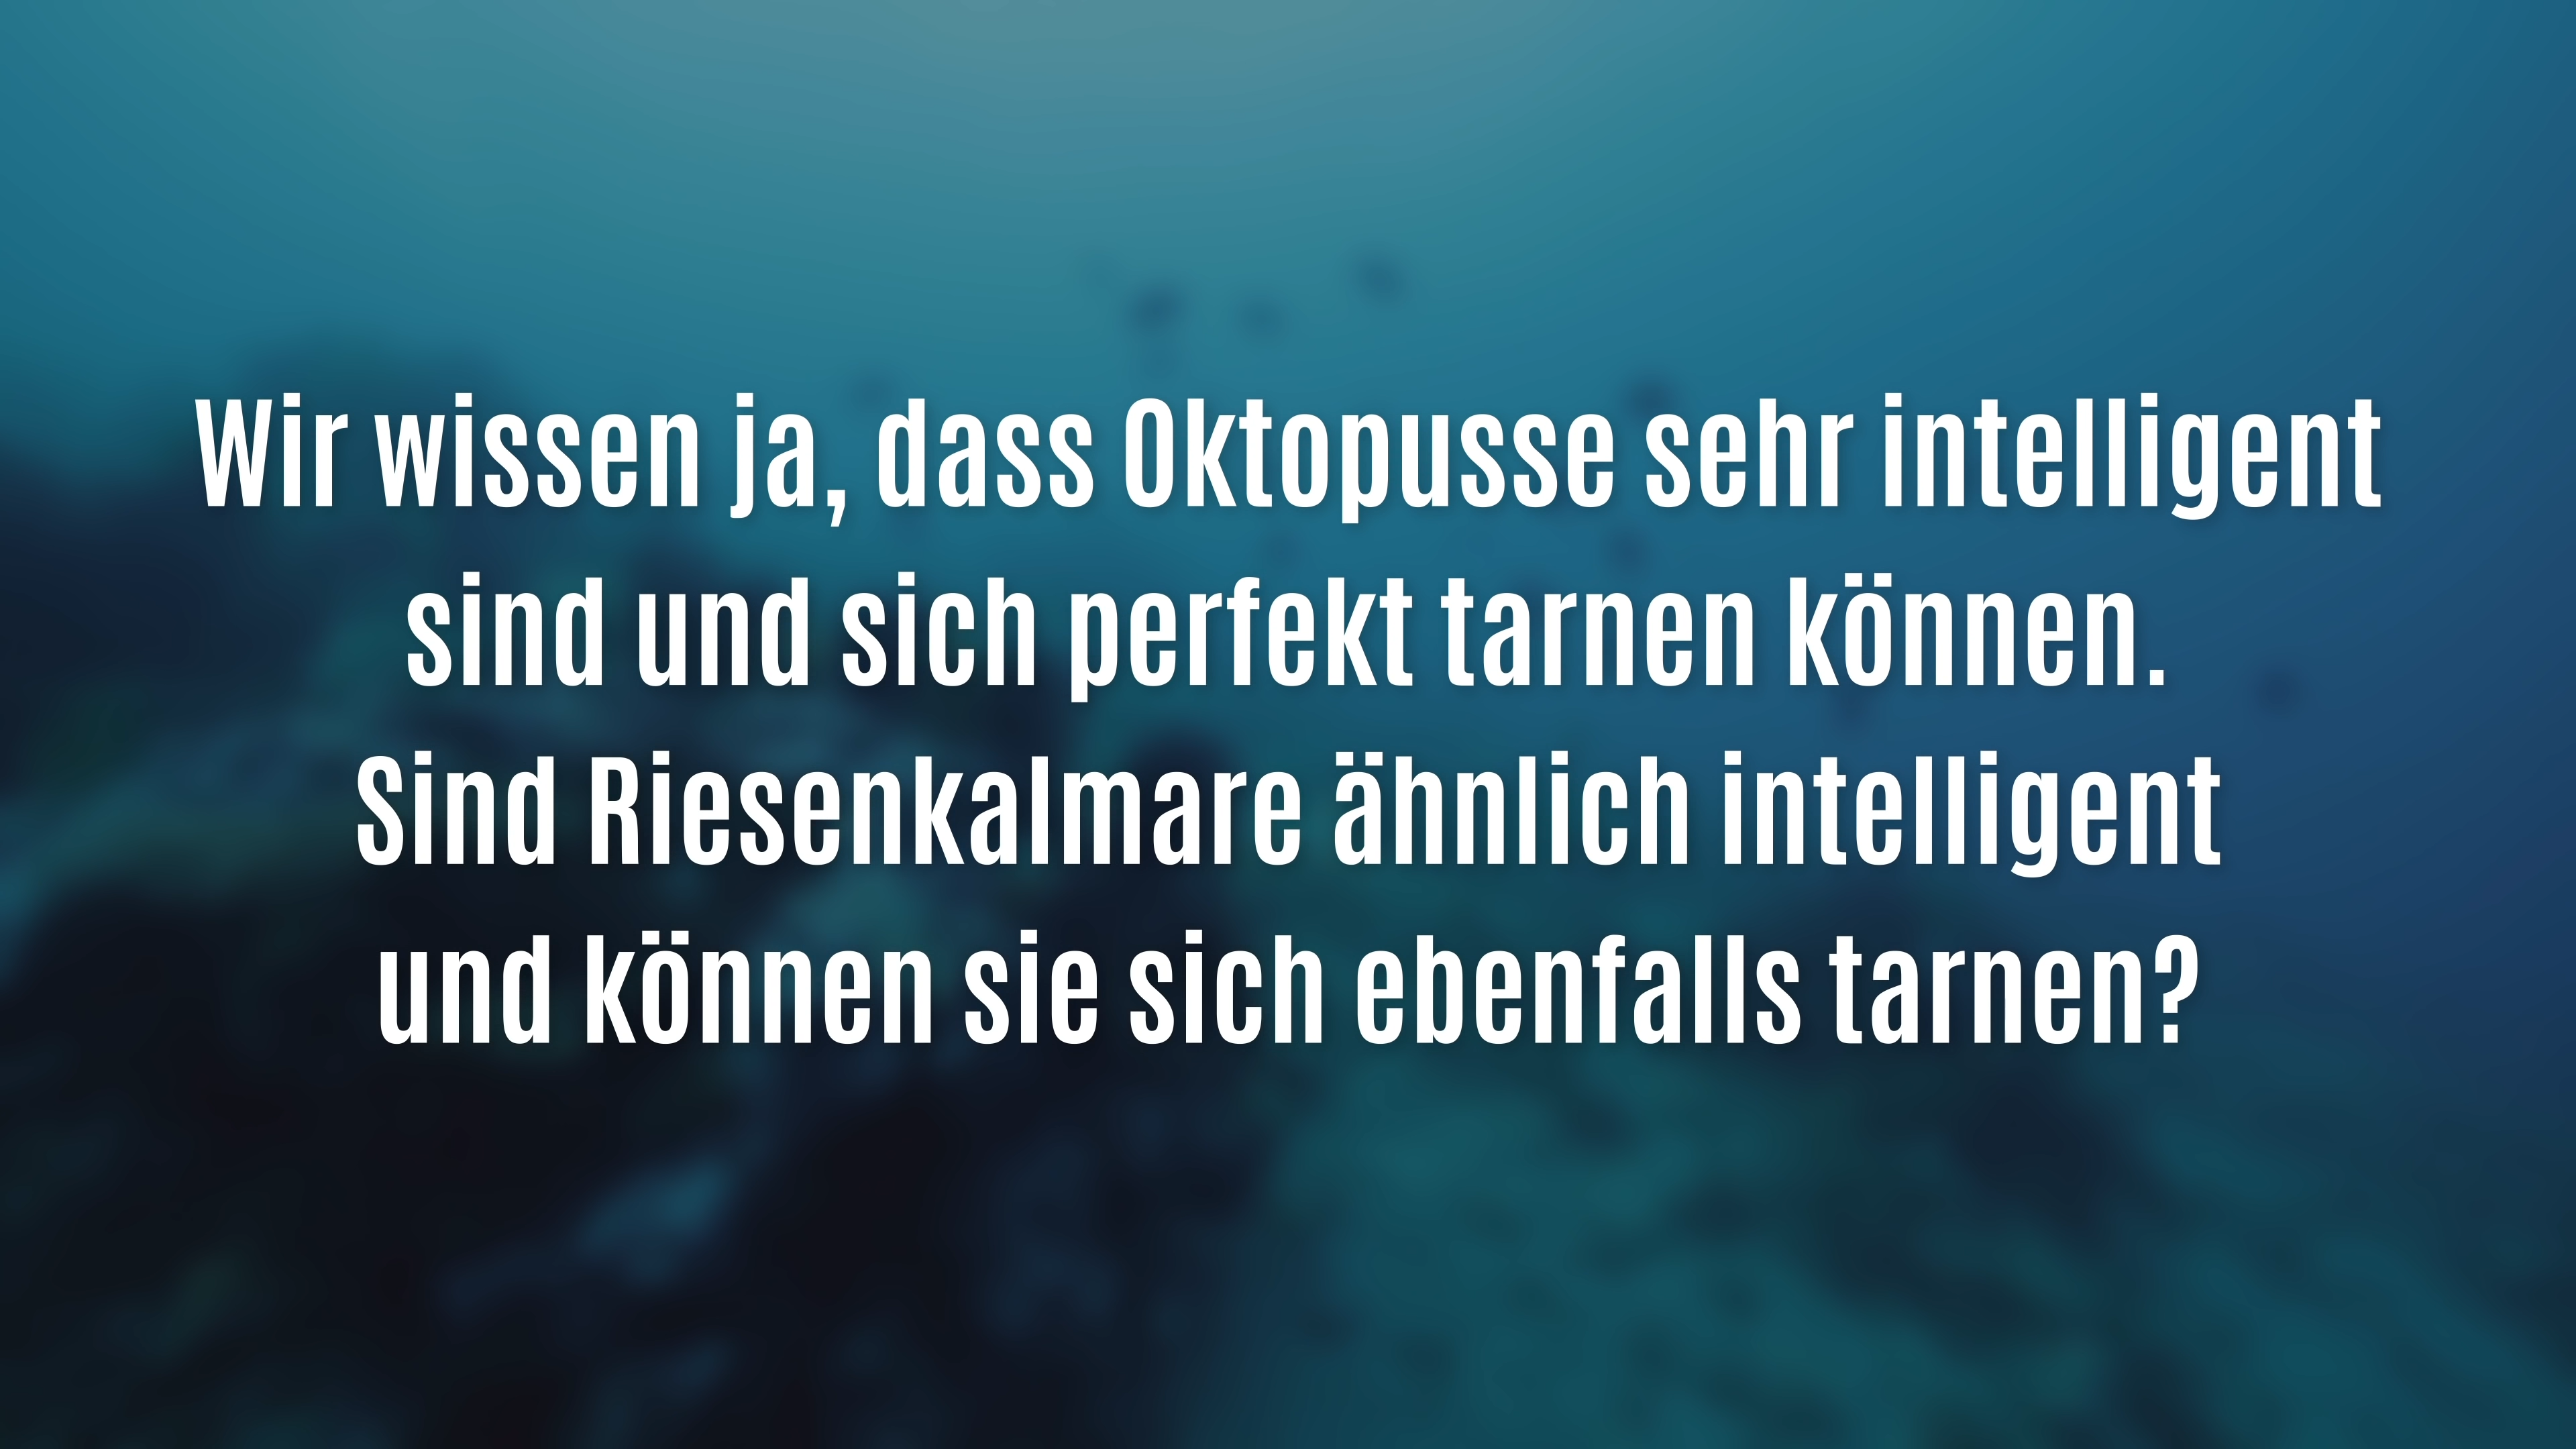 Wir wissen ja, dass Oktopusse sehr intelligent
sind und sich perfekt tarnen können.
Sind Riesenkalmare ähnlich intelligent
und können sie sich ebenfalls tarnen?